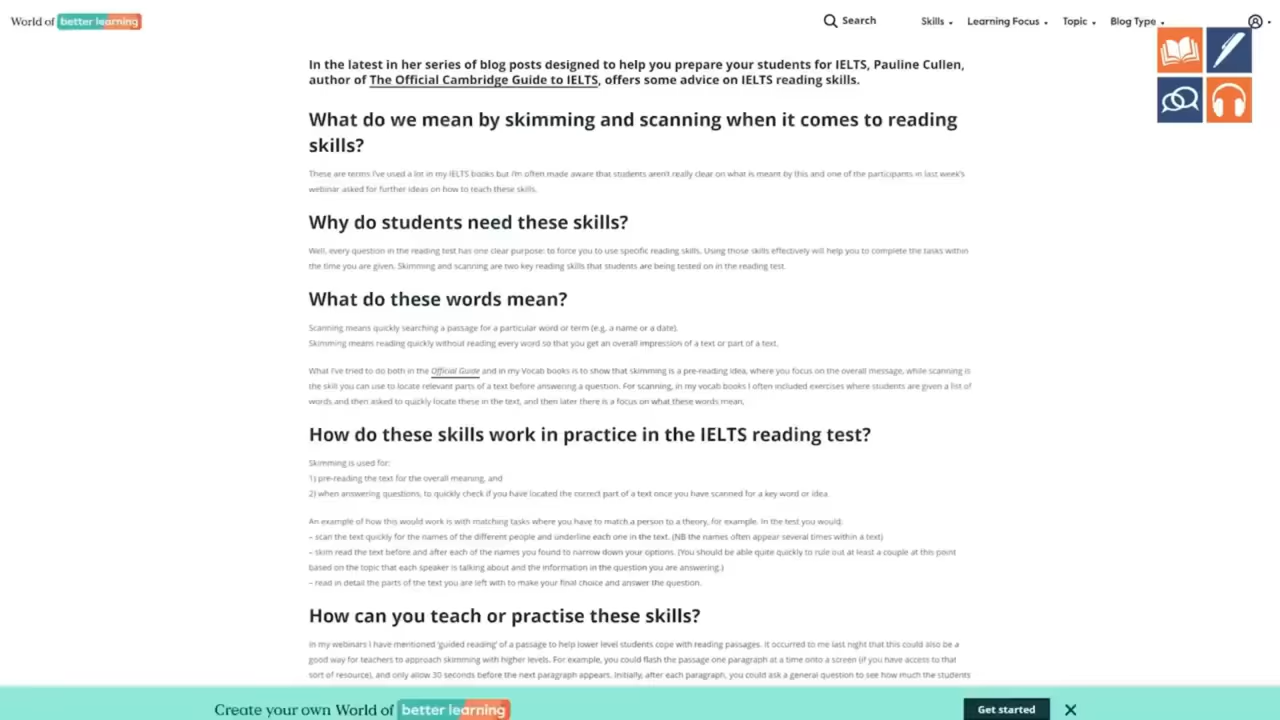 World of better learning
Search
Skills
Learning Focus
Topic
Blog Type
In the latest in her series of blog posts designed to help you prepare your students for IELTS, Pauline Cullen,
author of The Official Cambridge Guide to IELTS, offers some advice on IELTS reading skills.
What do we mean by skimming and scanning when it comes to reading
skills?
These are terms I've used a lot in my IELTS books but I'm often made aware that students aren't really clear on what is meant by this and one of the participants in last week's
webinar asked for further ideas on how to teach these skills.
Why do students need these skills?
Well, every question in the reading test has one clear purpose: to force you to use specific reading skills. Using those skills effectively will help you to complete the tasks within
the time you are given. Skimming and scanning are two key reading skills that students are being tested on in the reading test.
What do these words mean?
Scanning means quickly searching a passage for a particular word or term (e.g. a name or a date).
Skimming means reading quickly without reading every word so that you get an overall impression of a text or part of a text.
What I've tried to do both in the Official Guide and in my Vocab books is to show that skimming is a pre-reading idea, where you focus on the overall message, while scanning is
the skill you can use to locate relevant parts of a text before answering a question. For scanning, in my vocab books I often included exercises where students are given a list of
words and then asked to quickly locate these in the text, and then later there is a focus on what these words mean.
How do these skills work in practice in the IELTS reading test?
Skimming is used for:
1) pre-reading the text for the overall meaning, and
2) when answering questions, to quickly check if you have located the correct part of a text once you have scanned for a key word or idea.
An example of how this would work is with matching tasks where you have to match a person to a theory, for example. In the test you would:
– scan the text quickly for the names of the different people and underline each one in the text. (NB the names often appear several times within a text)
– skim read the text before and after each of the names you found to narrow down your options. (You should be able quite quickly to rule out at least a couple at this point
based on the topic that each speaker is talking about and the information in the question you are answering.)
– read in detail the parts of the text you are left with to make your final choice and answer the question.
How can you teach or practise these skills?
In my webinars I have mentioned 'guided reading' of a passage to help lower level students cope with reading passages. It occurred to me last night that this could also be a
good way for teachers to approach skimming with higher levels. For example, you could flash the passage one paragraph at a time onto a screen (if you have access to that
sort of resource), and only allow 30 seconds before the next paragraph appears. Initially, after each paragraph, you could ask a general question to see how much the students
Create your own World of better learning
Get started